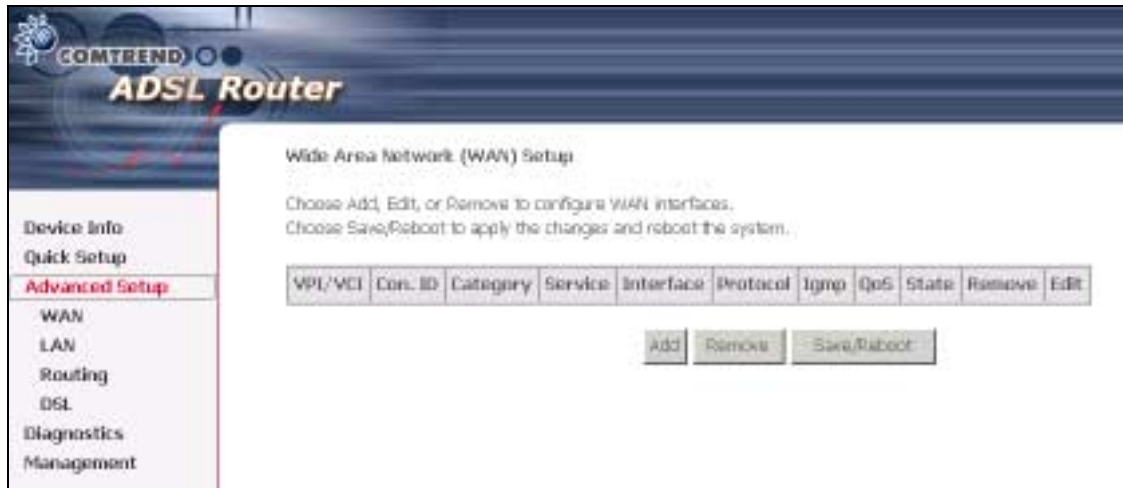 COMTREND
ADSL Router
Wide Area Network (WAN) Setup
Choose Add, Edit, or Remove to configure WAN interfaces.
Choose Save/Reboot to apply the changes and reboot the system.
VPI/VCI Con. ID Category Service Interface Protocol Igmp QoS State Remove Edit
Add Remove Save/Reboot
Device Info
Quick Setup
Advanced Setup
WAN
LAN
Routing
DSL
Diagnostics
Management